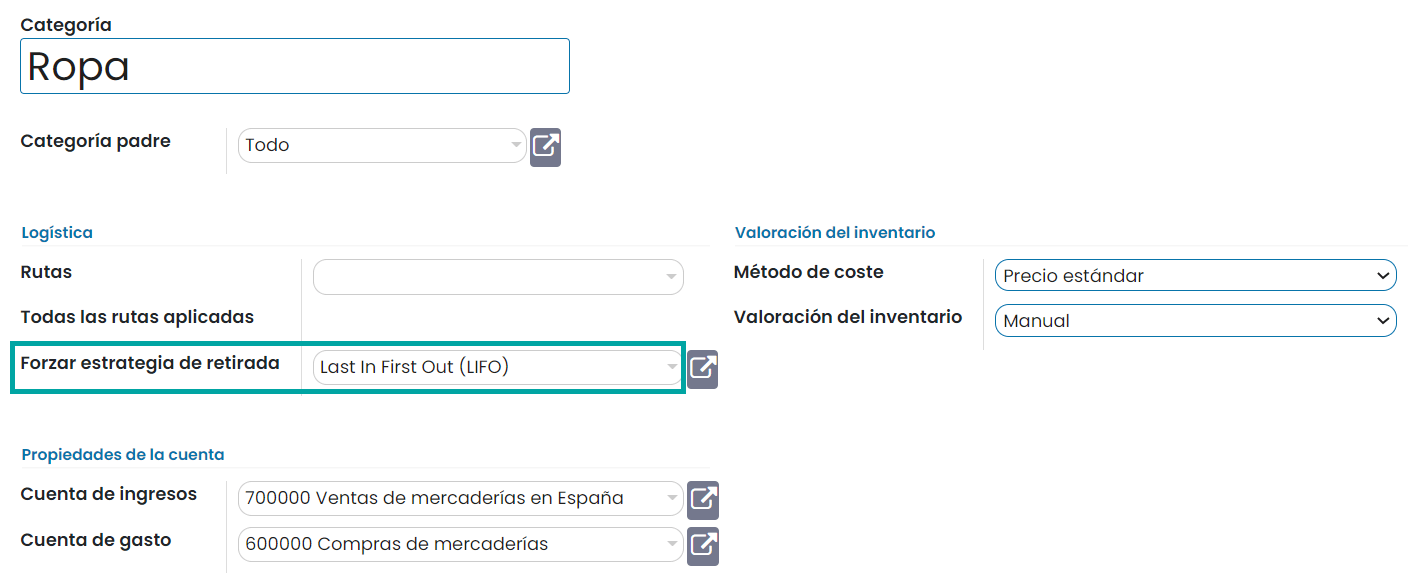 Categoría
Ropa
Categoría padre
Todo
Logística
Rutas
Todas las rutas aplicadas
Forzar estrategia de retirada
Last In First Out (LIFO)
Valoración del inventario
Método de coste
Precio estándar
Valoración del inventario
Manual
Propiedades de la cuenta
Cuenta de ingresos
700000 Ventas de mercaderías en España
Cuenta de gasto
600000 Compras de mercaderías